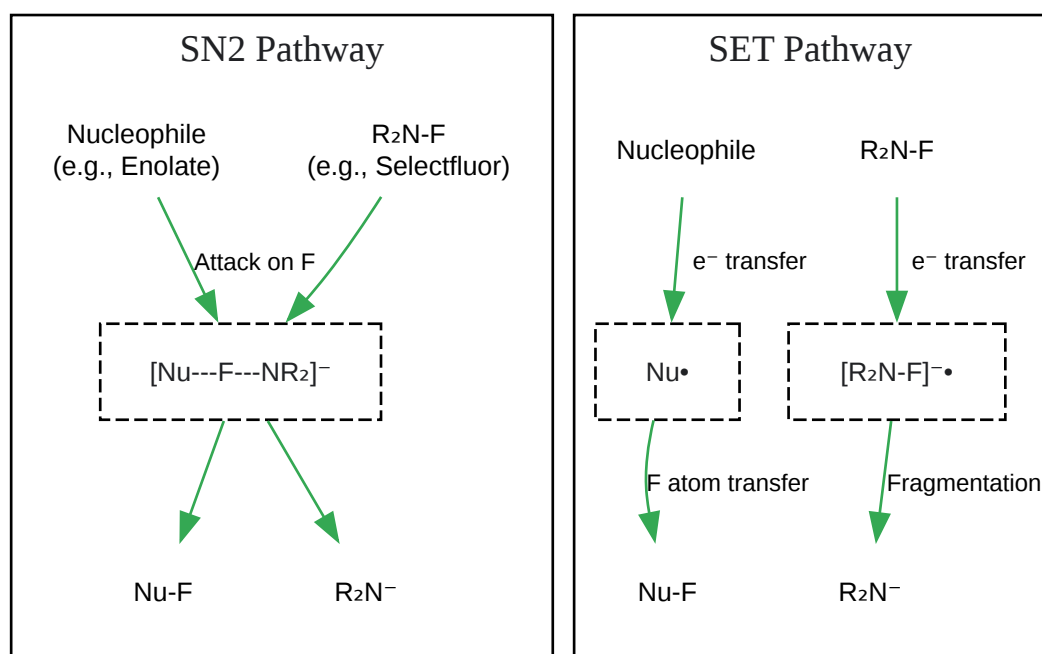 SN2 Pathway
Nucleophile
(e.g., Enolate)
R₂N-F
(e.g., Selectfluor)
Attack on F
[Nu---F---NR₂]⁻
Nu-F
R₂N⁻
SET Pathway
Nucleophile
R₂N-F
e⁻ transfer
e⁻ transfer
Nu•
[R₂N-F]⁻•
F atom transfer
Fragmentation
Nu-F
R₂N⁻